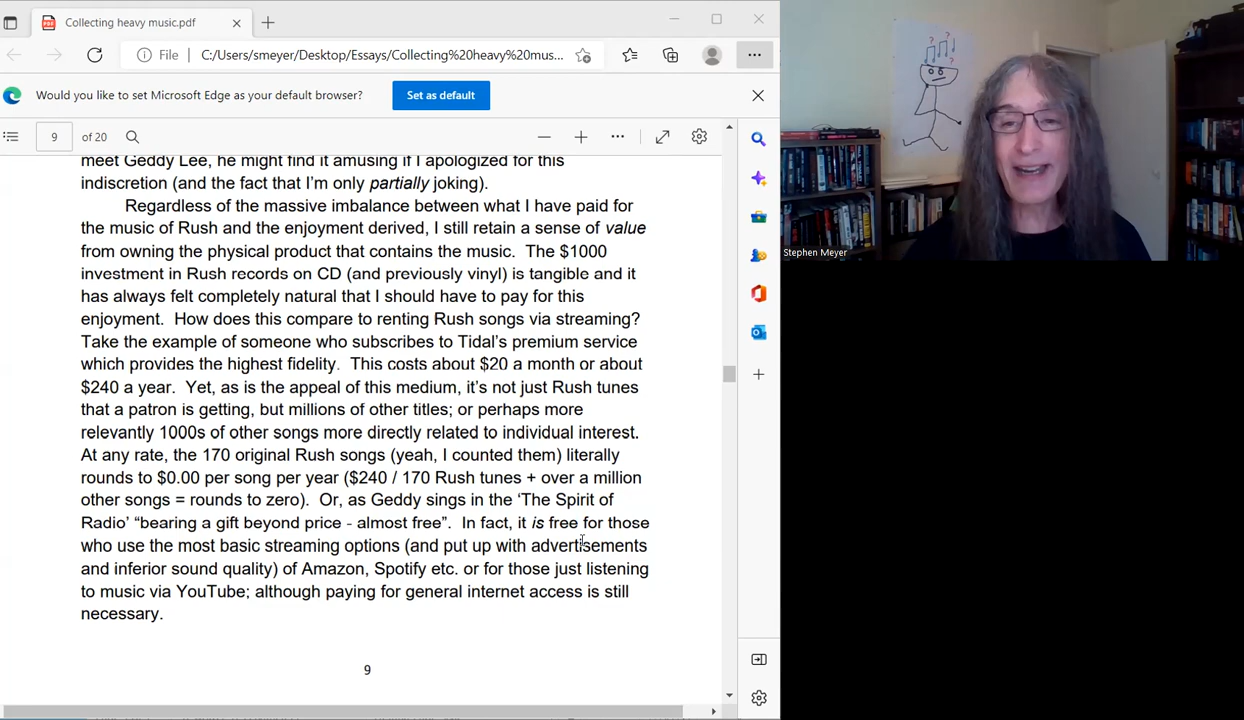 Collecting heavy music.pdf
File
C:/Users/smeyer/Desktop/Essays/Collecting%20heavy%20mus...
Would you like to set Microsoft Edge as your default browser?
Set as default
9 of 20
meet Geddy Lee, he might find it amusing if I apologized for this
indiscretion (and the fact that I'm only partially joking).
Regardless of the massive imbalance between what I have paid for
the music of Rush and the enjoyment derived, I still retain a sense of value
from owning the physical product that contains the music.  The $1000
investment in Rush records on CD (and previously vinyl) is tangible and it
has always felt completely natural that I should have to pay for this
enjoyment.  How does this compare to renting Rush songs via streaming?
Take the example of someone who subscribes to Tidal's premium service
which provides the highest fidelity.  This costs about $20 a month or about
$240 a year.  Yet, as is the appeal of this medium, it's not just Rush tunes
that a patron is getting, but millions of other titles; or perhaps more
relevantly 1000s of other songs more directly related to individual interest.
At any rate, the 170 original Rush songs (yeah, I counted them) literally
rounds to $0.00 per song per year ($240 / 170 Rush tunes + over a million
other songs = rounds to zero).  Or, as Geddy sings in the 'The Spirit of
Radio' "bearing a gift beyond price - almost free".  In fact, it is free for those
who use the most basic streaming options (and put up with advertisements
and inferior sound quality) of Amazon, Spotify etc. or for those just listening
to music via YouTube; although paying for general internet access is still
necessary.
9
Stephen Meyer